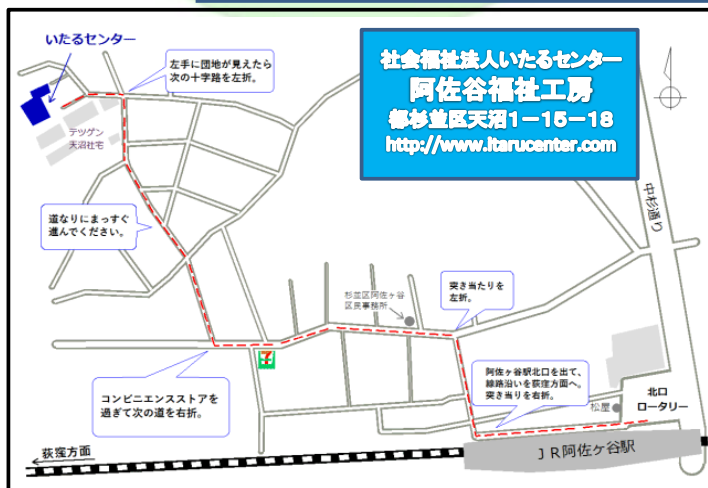 いたるセンター
左手に団地が見えたら
次の十字路を左折。
社会福祉法人いたるセンター
阿佐谷福祉工房
都杉並区天沼1－15－18
http://www.itarucenter.com
テツゲン
天沼社宅
中杉通り
道なりにまっすぐ
進んでください。
杉並区阿佐ヶ谷
区民事務所
突き当たりを
左折。
7
コンビニエンスストアを
過ぎて次の道を右折。
阿佐ヶ谷駅北口を出て、
線路沿いを荻窪方面へ。
突き当りを右折。
松屋
北口
ロータリー
荻窪方面
ＪＲ阿佐ヶ谷駅